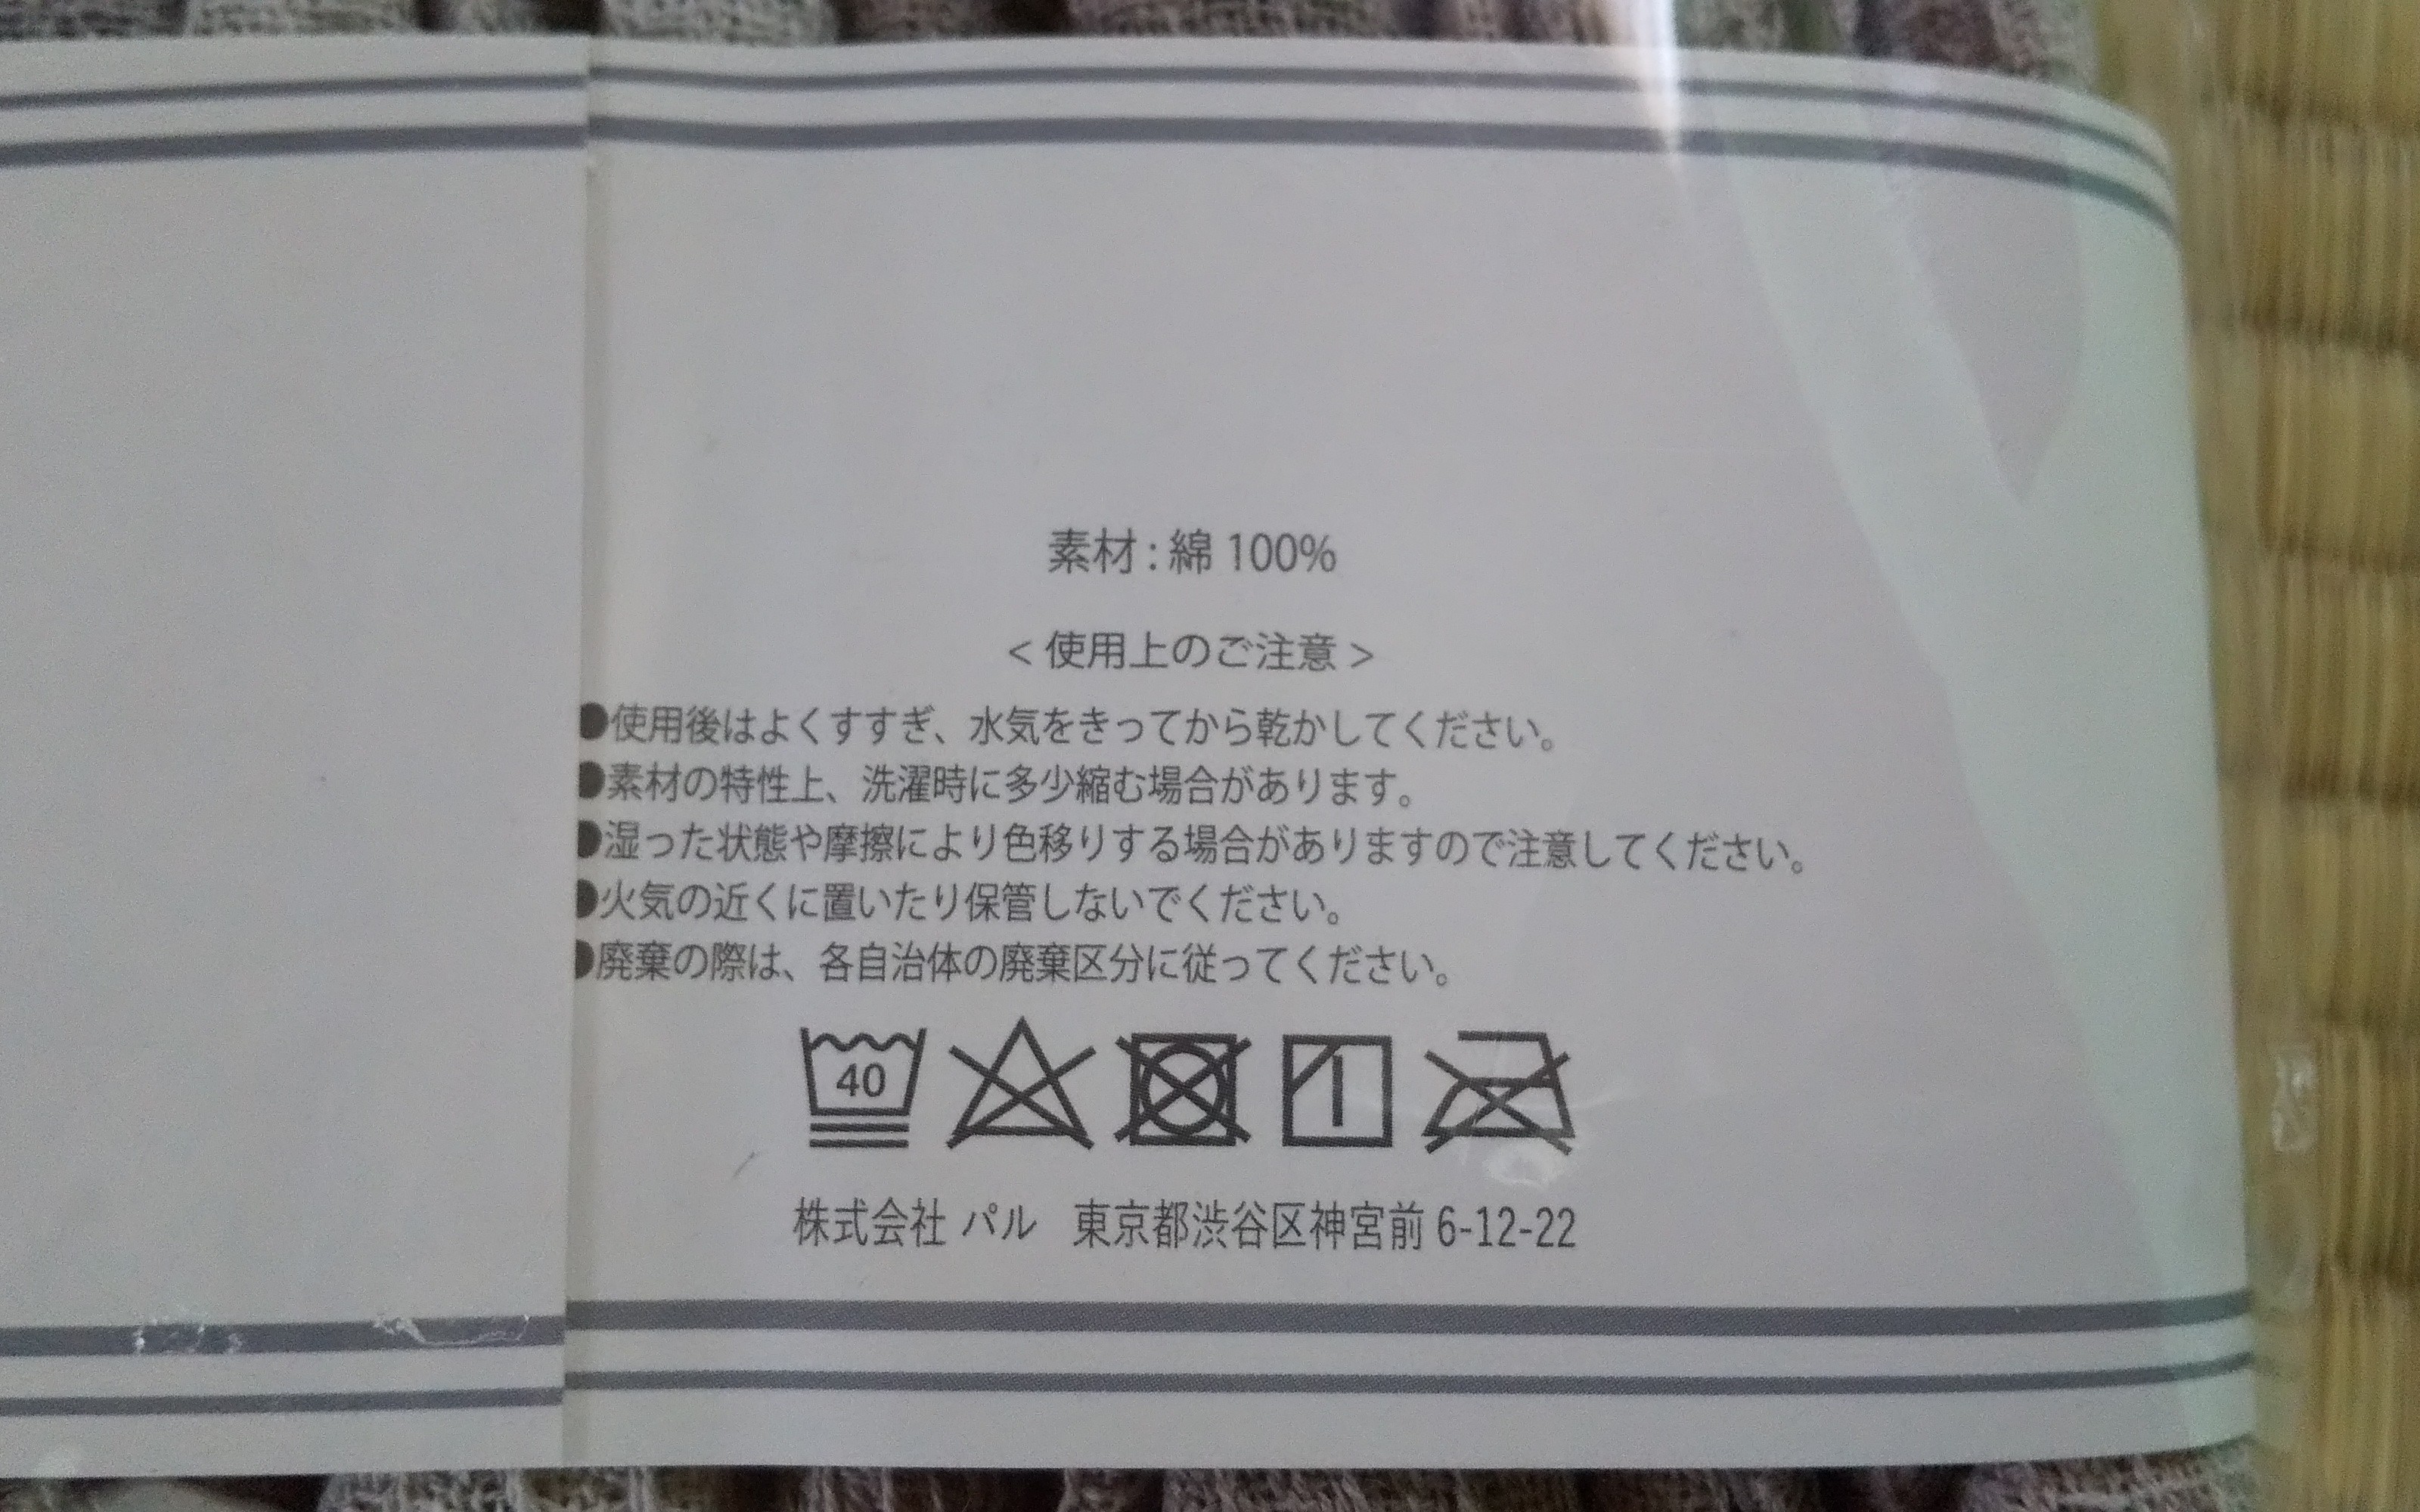 素材:綿 100%
<使用上のご注意>
●使用後はよくすすぎ、水気をきってから乾かしてください。
●素材の特性上、洗濯時に多少縮む場合があります。
●湿った状態や摩擦により色移りする場合がありますので注意してください。
●火気の近くに置いたり保管しないでください。
●廃棄の際は、各自治体の廃棄区分に従ってください。
40
株式会社 パル 東京都渋谷区神宮前 6-12-22